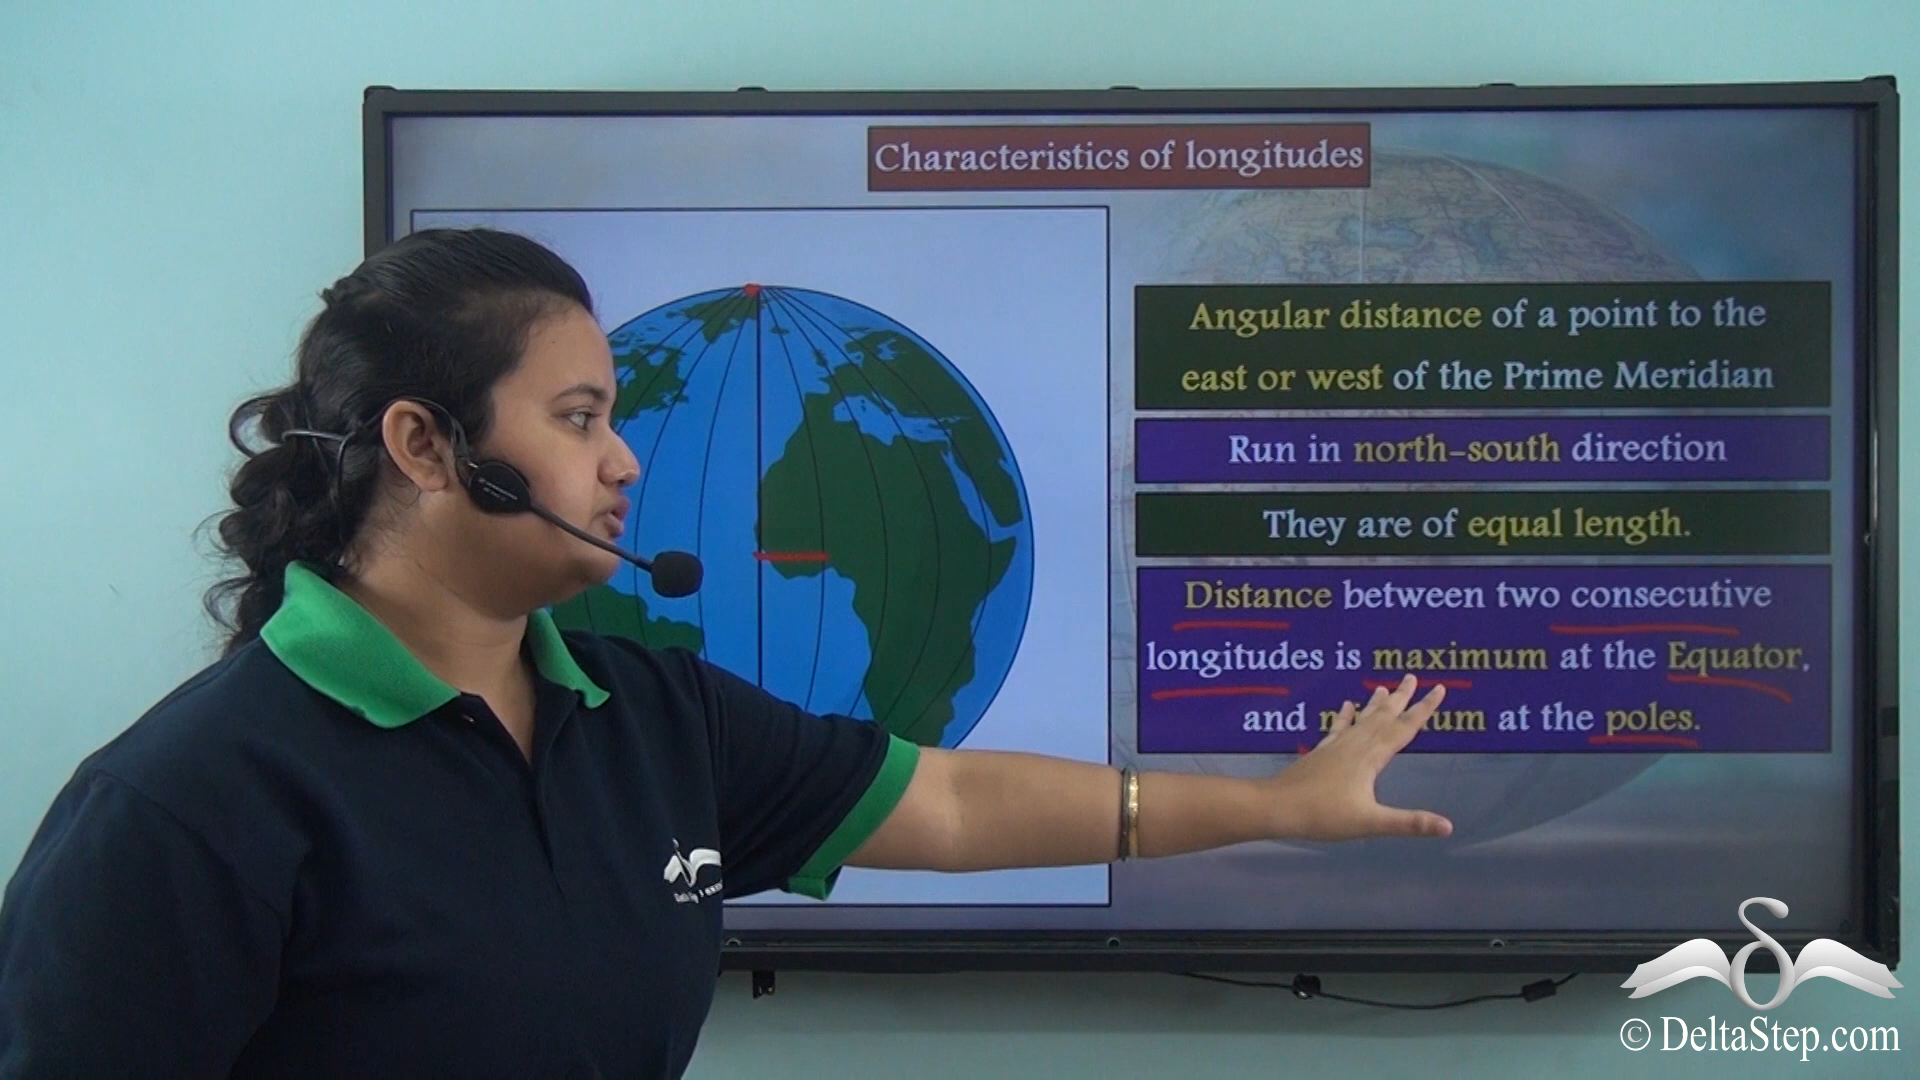 Characteristics of longitudes
Angular distance of a point to the
east or west of the Prime Meridian
Run in north-south direction
They are of equal length.
Distance between two consecutive
longitudes is maximum at the Equator,
and at the poles.
© DeltaStep.com